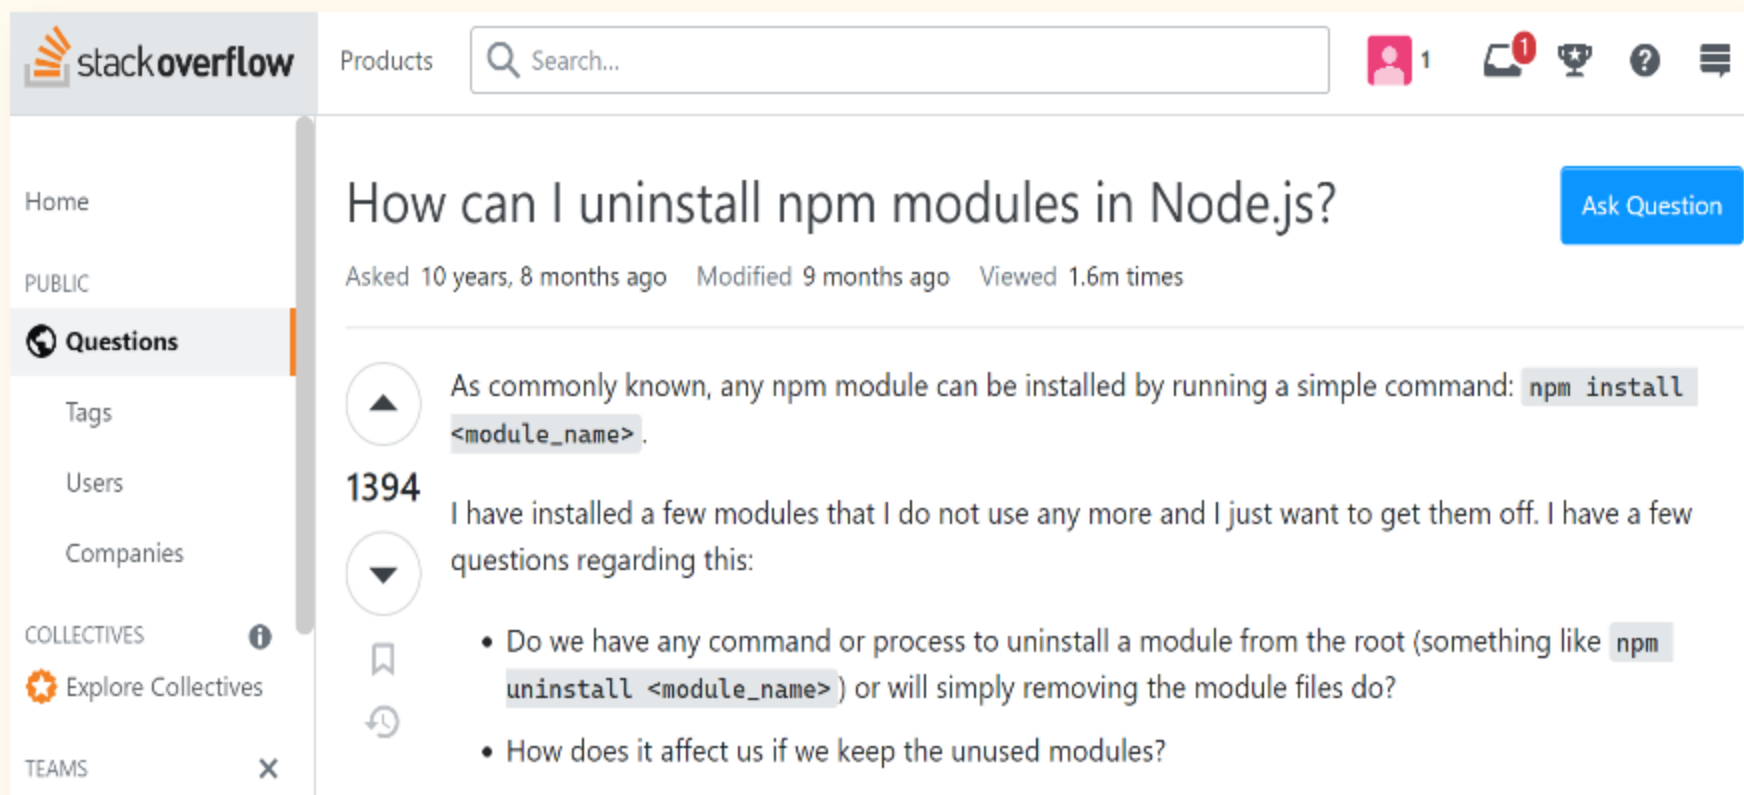 stackoverflow
Products
Search...
1
1
Home
PUBLIC
Questions
Tags
Users
Companies
COLLECTIVES
Explore Collectives
TEAMS
How can I uninstall npm modules in Node.js?
Ask Question
Asked 10 years, 8 months ago Modified 9 months ago Viewed 1.6m times
1394
As commonly known, any npm module can be installed by running a simple command: npm install
<module_name>.
I have installed a few modules that I do not use any more and I just want to get them off. I have a few
questions regarding this:
• Do we have any command or process to uninstall a module from the root (something like npm
uninstall <module_name>) or will simply removing the module files do?
• How does it affect us if we keep the unused modules?